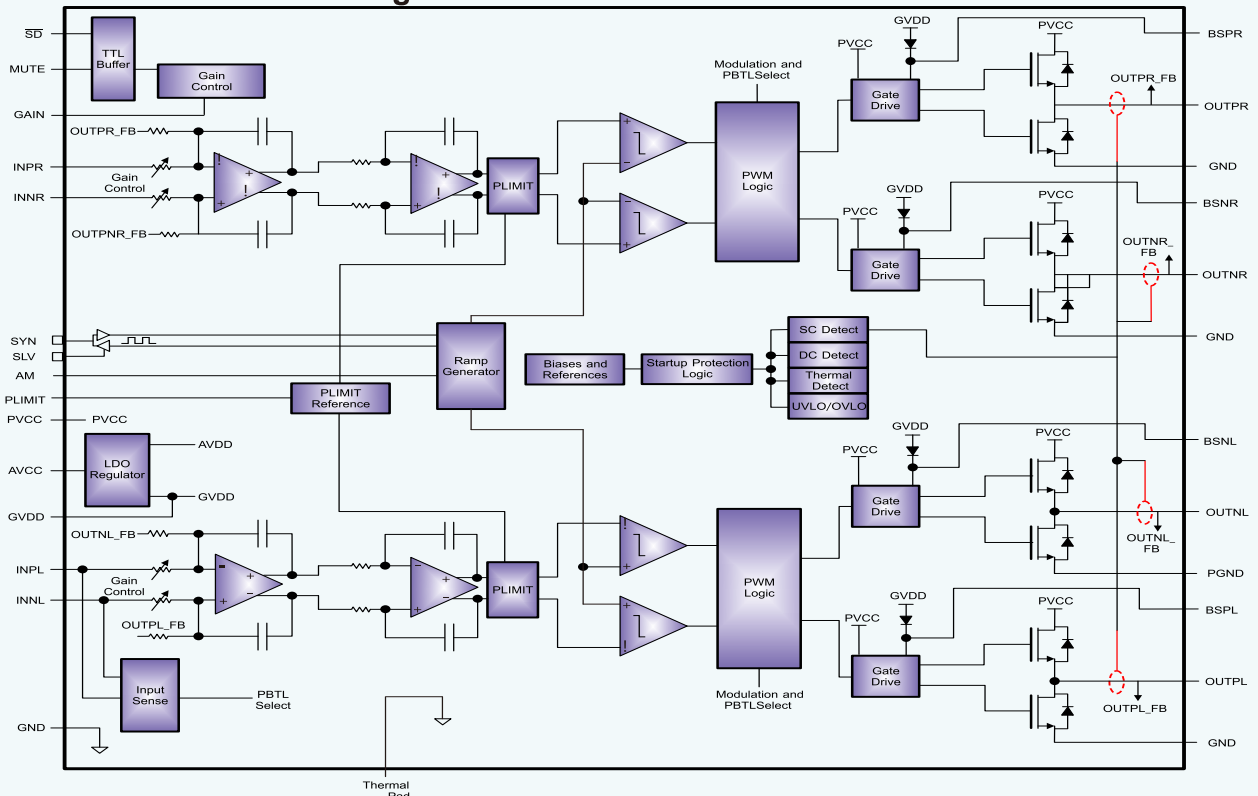 SD
MUTE
GAIN
TTL
Buffer
Gain
Control
OUTPR_FB
INPR
Gain
Control
INNR
OUTPNR_FB
PLIMIT
Modulation and
PBTLSelect
PWM
Logic
GVDD
PVCC
Gate
Drive
PVCC
BSPR
OUTPR_FB
OUTPR
GND
GVDD
PVCC
Gate
Drive
PVCC
BSNR
OUTNR_
FB
OUTNR
GND
SYN
SLV
AM
PLIMIT
PVCC
PVCC
PLIMIT
Reference
Ramp
Generator
Biases and
References
Startup Protection
Logic
SC Detect
DC Detect
Thermal
Detect
UVLO/OVLO
AVCC
LDO
Regulator
AVDD
GVDD
GVDD
OUTNL_FB
INPL
Gain
Control
INNL
OUTPL_FB
PLIMIT
PWM
Logic
Modulation and
PBTLSelect
GVDD
PVCC
Gate
Drive
PVCC
BSNL
OUTNL
OUTNL_
FB
PGND
GVDD
PVCC
Gate
Drive
PVCC
BSPL
OUTPL
OUTPL_FB
GND
Input
Sense
PBTL
Select
GND
Thermal